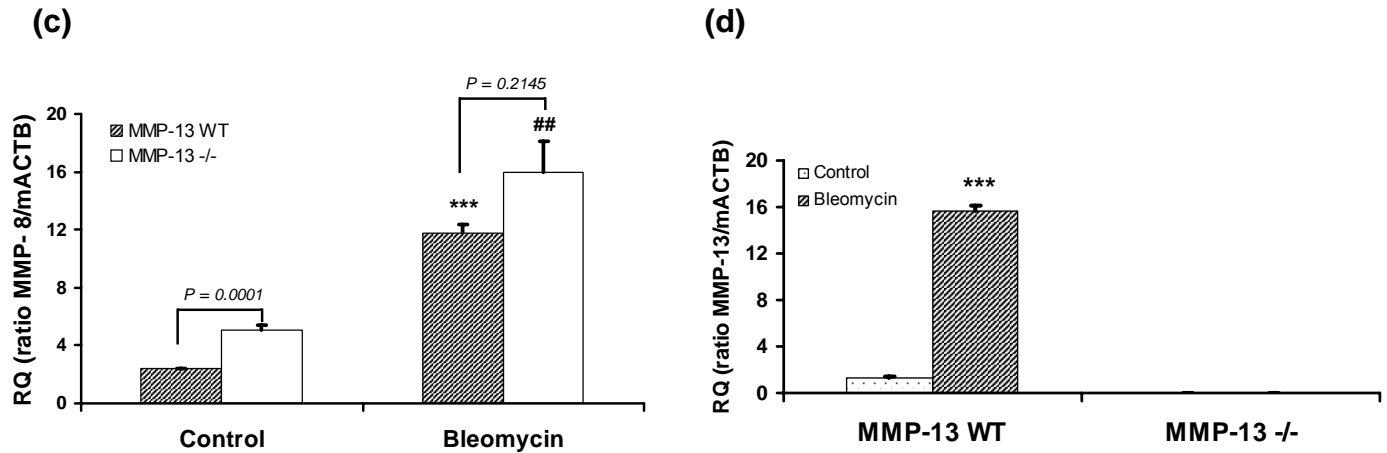 (c)
P = 0.2145
20
MMP-13 WT
MMP-13 -/-
##
16
***
12
8
P = 0.0001
4
0
RQ (ratio MMP- 8/mACTB)
Control
Bleomycin
(d)
20
Control
Bleomycin
***
16
12
8
4
0
RQ (ratio MMP-13/mACTB)
MMP-13 WT
MMP-13 -/-